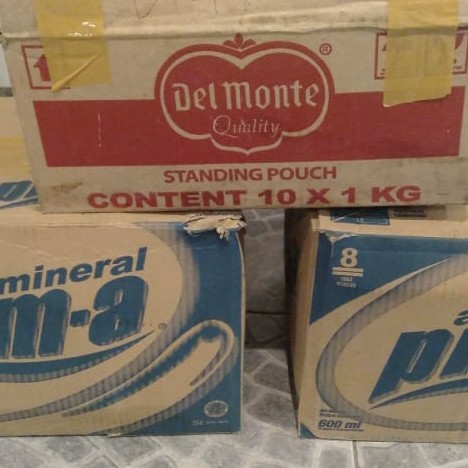 Del Monte
®
Quality
STANDING POUCH
CONTENT 10 X 1 KG
mineral
m-a
8
600 ml